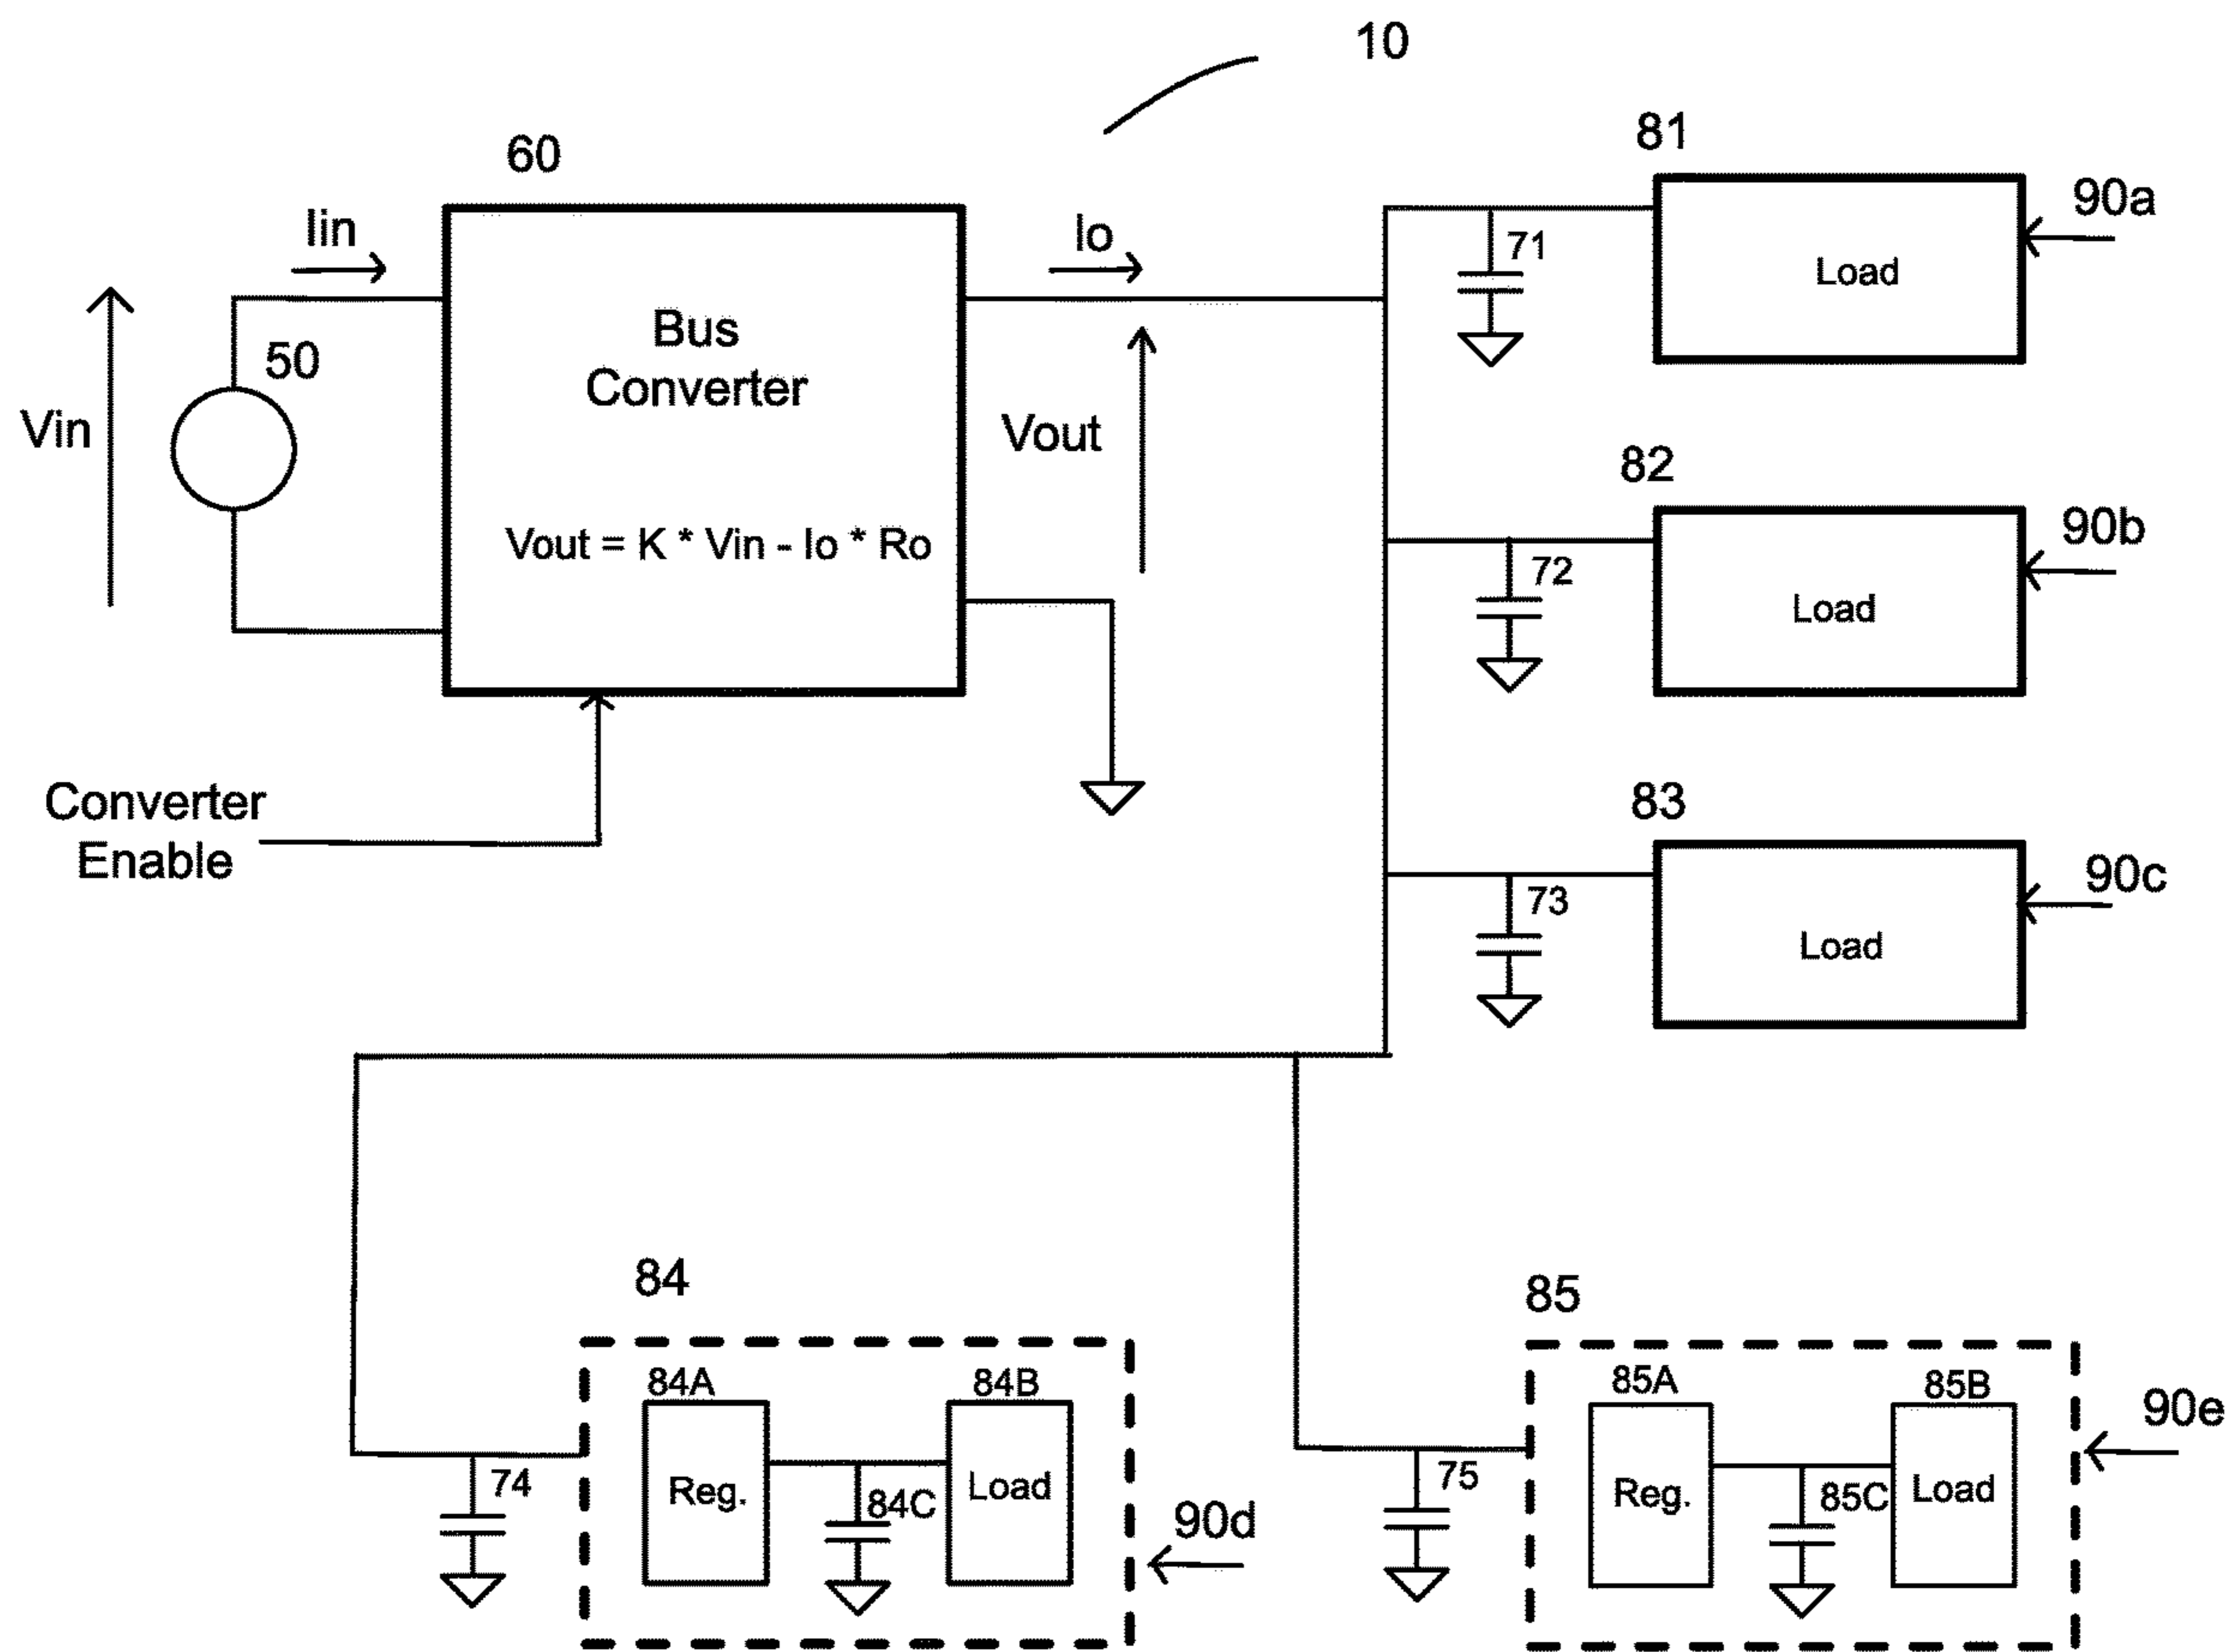 10
60
81
90a
Iin
Io
71
Load
50
Bus
Converter
Vin
Vout
82
90b
Vout = K * Vin - Io * Ro
72
Load
Converter
Enable
83
90c
73
Load
84
85
84A
84B
85A
85B
90e
74
Reg.
84C
Load
90d
75
Reg.
85C
Load